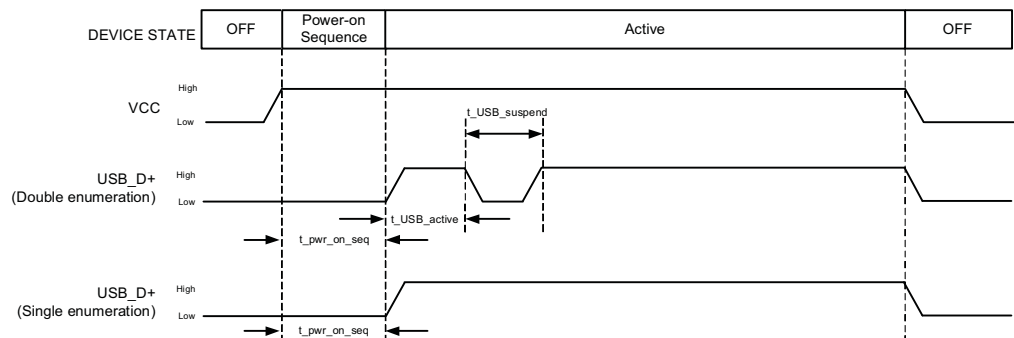 DEVICE STATE OFF Power-on Sequence Active OFF
VCC High
Low
t_USB_suspend
USB_D+ High
(Double enumeration) Low
t_USB_active
t_pwr_on_seq
USB_D+ High
(Single enumeration) Low
t_pwr_on_seq